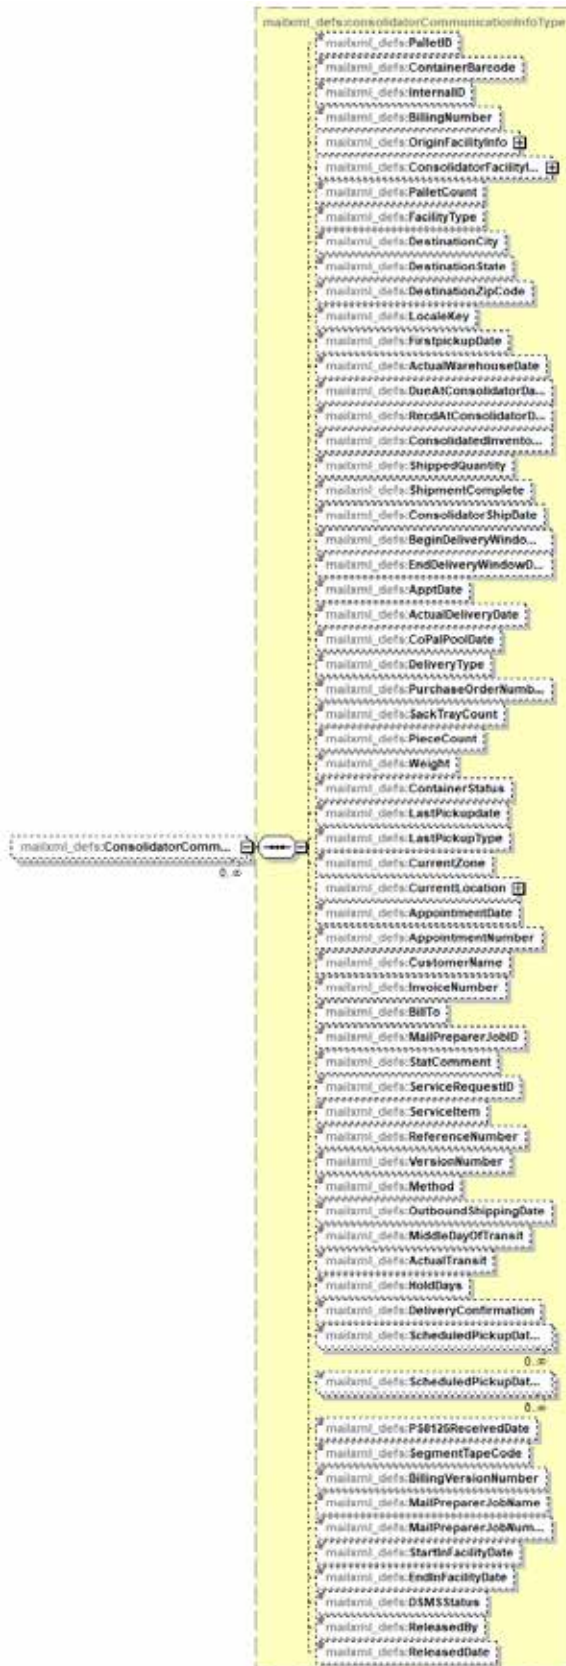 mailxml_defs:consolidatorCommunicationInfoType
mailxml_defs:PalletID
mailxml_defs:ContainerBarcode
mailxml_defs:InternalID
mailxml_defs:BillingNumber
mailxml_defs:OriginFacilityInfo
mailxml_defs:ConsolidatorFacilityI...
mailxml_defs:PalletCount
mailxml_defs:FacilityType
mailxml_defs:DestinationCity
mailxml_defs:DestinationState
mailxml_defs:DestinationZipCode
mailxml_defs:LocaleKey
mailxml_defs:FirstpickupDate
mailxml_defs:ActualWarehouseDate
mailxml_defs:DueAtConsolidatorDa...
mailxml_defs:RecdAtConsolidatorD...
mailxml_defs:ConsolidatedInvento...
mailxml_defs:ShippedQuantity
mailxml_defs:ShipmentComplete
mailxml_defs:ConsolidatorShipDate
mailxml_defs:BeginDeliveryWindo...
mailxml_defs:EndDeliveryWindowD...
mailxml_defs:ApptDate
mailxml_defs:ActualDeliveryDate
mailxml_defs:CoPalPoolDate
mailxml_defs:DeliveryType
mailxml_defs:PurchaseOrderNumb...
mailxml_defs:SackTrayCount
mailxml_defs:PieceCount
mailxml_defs:Weight
mailxml_defs:ContainerStatus
mailxml_defs:LastPickupdate
mailxml_defs:LastPickupType
mailxml_defs:ConsolidatorComm...
0..∞
mailxml_defs:CurrentZone
mailxml_defs:CurrentLocation
mailxml_defs:AppointmentDate
mailxml_defs:AppointmentNumber
mailxml_defs:CustomerName
mailxml_defs:InvoiceNumber
mailxml_defs:BillTo
mailxml_defs:MailPreparerJobID
mailxml_defs:StatComment
mailxml_defs:ServiceRequestID
mailxml_defs:ServiceItem
mailxml_defs:ReferenceNumber
mailxml_defs:VersionNumber
mailxml_defs:Method
mailxml_defs:OutboundShippingDate
mailxml_defs:MiddleDayOfTransit
mailxml_defs:ActualTransit
mailxml_defs:HoldDays
mailxml_defs:DeliveryConfirmation
mailxml_defs:ScheduledPickupDat...
0..∞
mailxml_defs:ScheduledPickupDat...
0..∞
mailxml_defs:PS8125ReceivedDate
mailxml_defs:SegmentTapeCode
mailxml_defs:BillingVersionNumber
mailxml_defs:MailPreparerJobName
mailxml_defs:MailPreparerJobNum...
mailxml_defs:StartInFacilityDate
mailxml_defs:EndInFacilityDate
mailxml_defs:DSMSStatus
mailxml_defs:ReleasedBy
mailxml_defs:ReleasedDate